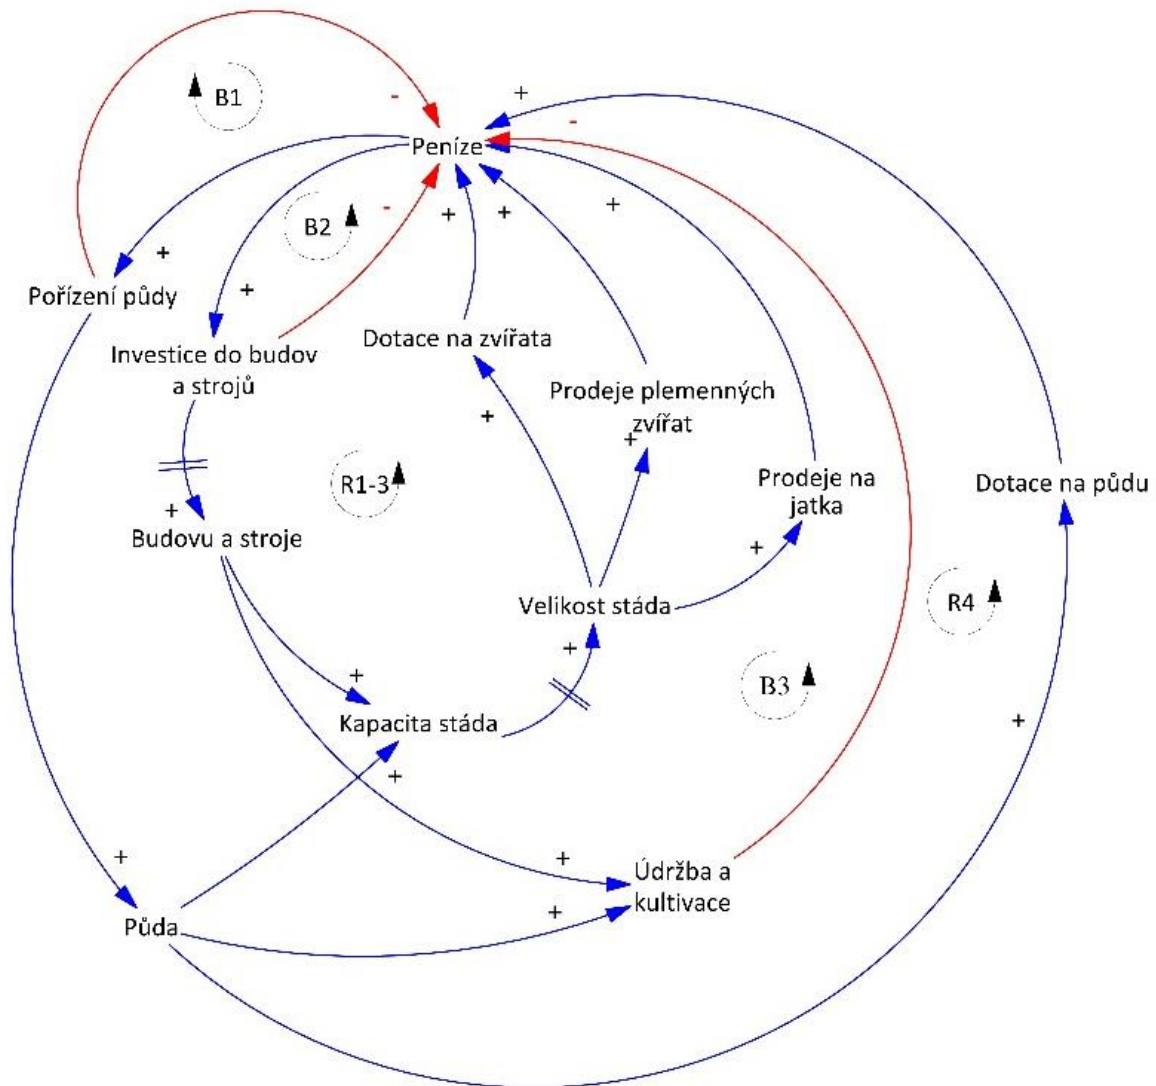 B1
+
-
-
Peníze
B2
-
+
+
+
+
+
Pořízení půdy
Dotace na zvířata
Investice do budov
a strojů
Prodeje plemenných
zvířat
+
+
R1-3
Prodeje na
jatka
Dotace na půdu
+
Budovu a stroje
+
Velikost stáda
R4
+
+
B3
Kapacita stáda
+
+
+
+
Údržba a
kultivace
+
Půda